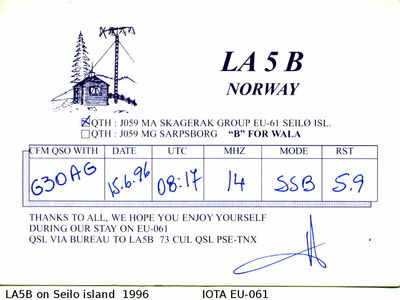 LA 5 B
NORWAY
QTH : J059 MA SKAGERAK GROUP EU-61 SEILØ ISL.
QTH : J059 MG SARPSBORG "B" FOR WALA
CFM QSO WITH DATE UTC MHZ MODE RST
G3OAG 15.6.96 08:17 14 SSB 5.9
THANKS TO ALL, WE HOPE YOU ENJOY YOURSELF
DURING OUR STAY ON EU-061
QSL VIA BUREAU TO LA5B 73 CUL QSL PSE-TNX
LA5B on Seilo island 1996 IOTA EU-061